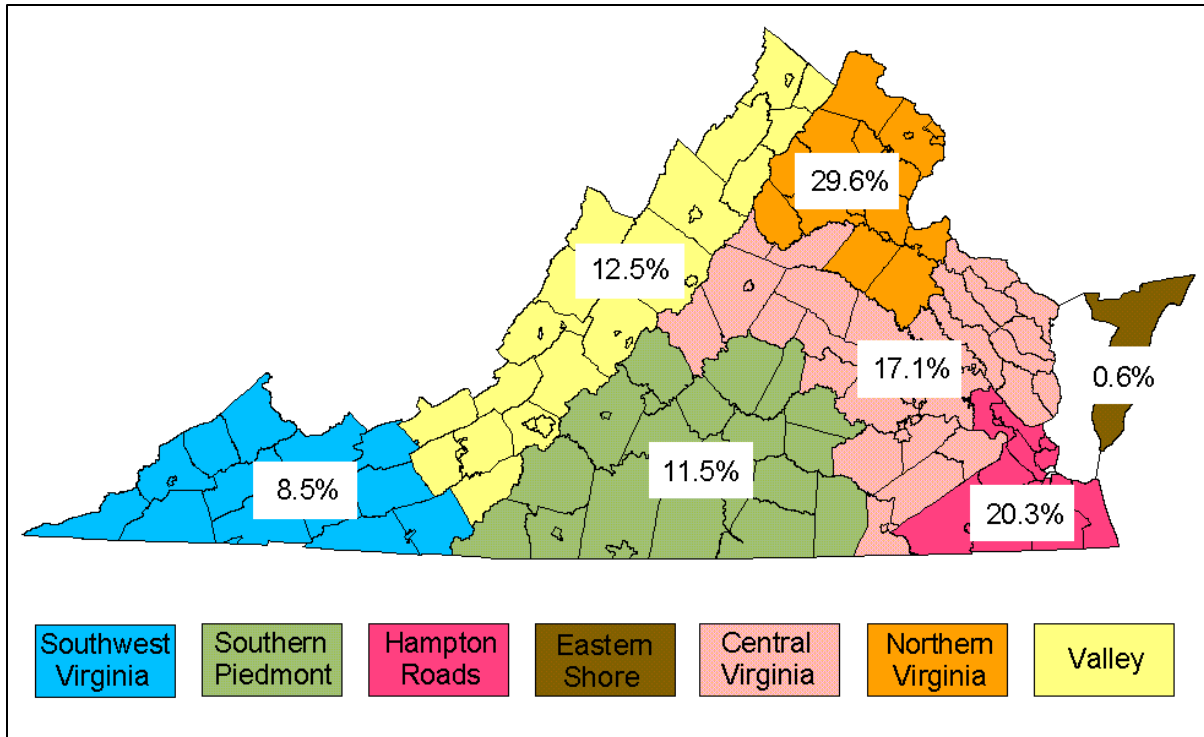 29.6%
12.5%
17.1%
0.6%
11.5%
8.5%
20.3%
Southwest
Virginia
Southern
Piedmont
Hampton
Roads
Eastern
Shore
Central
Virginia
Northern
Virginia
Valley